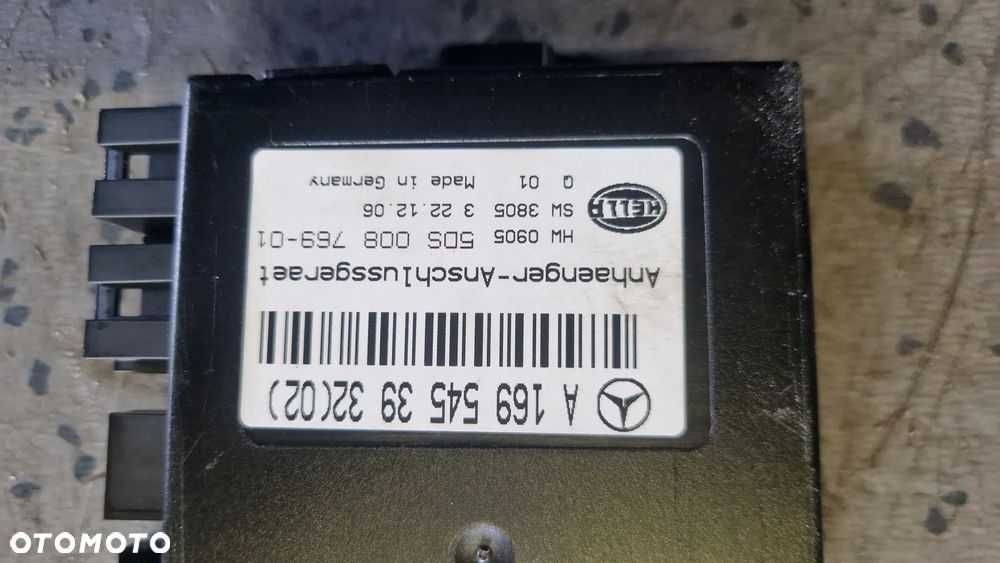 A 169 545 39 32(02)
Anhaenger-Anschlussgeraet
HW 0905 5DS 008 769-01
SW 3805 3 22.12.06
Q 01 Made in Germany
HELLA
OTOMOTO